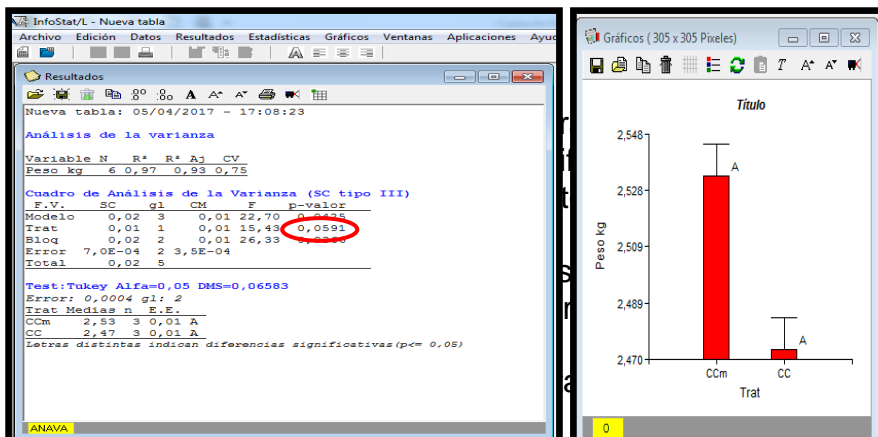 InfoStat/L - Nueva tabla
Archivo Edición Datos Resultados Estadísticas Gráficos Ventanas Aplicaciones Ayuc
Resultados
Nueva tabla: 05/04/2017 - 17:08:23
Análisis de la varianza
Variable N R² R² Aj CV
Peso kg 6 0,97 0,93 0,75
Cuadro de Análisis de la Varianza (SC tipo III)
F.V. SC gl CM F p-valor
Modelo 0,02 3 0,01 22,70
Trat 0,01 1 0,01 15,43 0,0591
Bloq 0,02 2 0,01 26,33
Error 7,0E-04 2 3,5E-04
Total 0,02 5
Test:Tukey Alfa=0,05 DMS=0,06583
Error: 0,0004 gl: 2
Trat Medias n E.E.
CCm 2,53 3 0,01 A
CC 2,47 3 0,01 A
Letras distintas indican diferencias significativas(p<= 0,05)
ANAVA
Gráficos ( 305 x 305 Pixeles)
Título
2,548
A
2,528
2,509
Peso kg
2,489
A
2,470
CCm CC
Trat
0